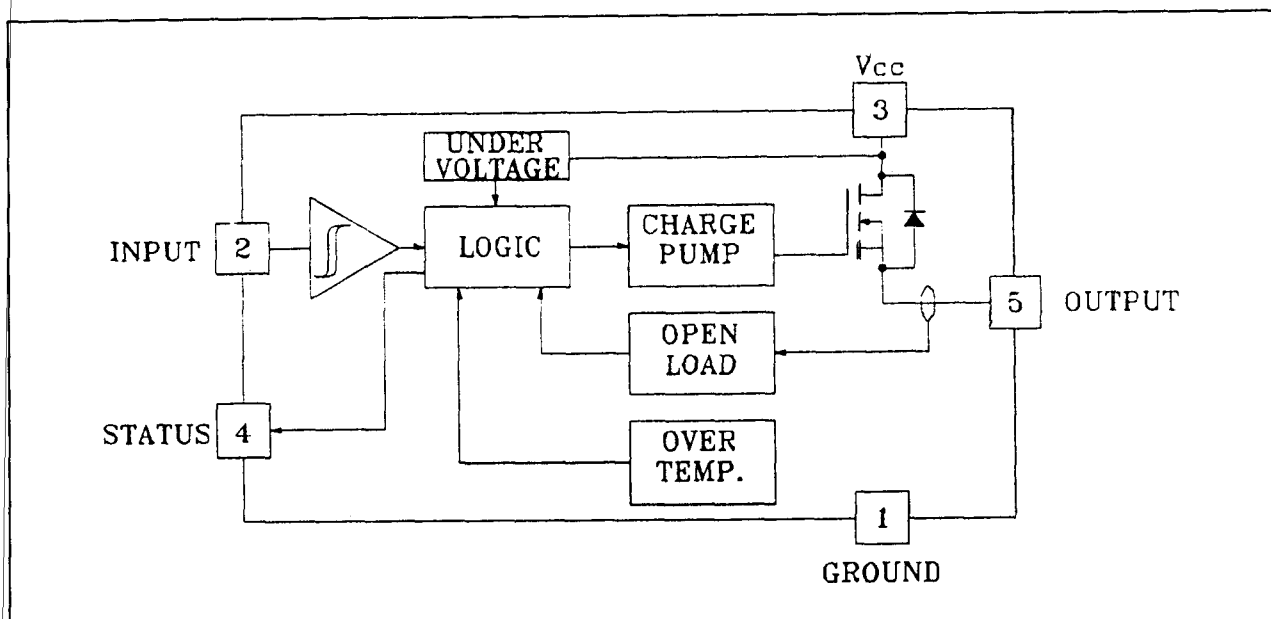 Vcc
3
UNDER
VOLTAGE
INPUT
2
LOGIC
CHARGE
PUMP
5
OUTPUT
OPEN
LOAD
STATUS
4
OVER
TEMP.
1
GROUND